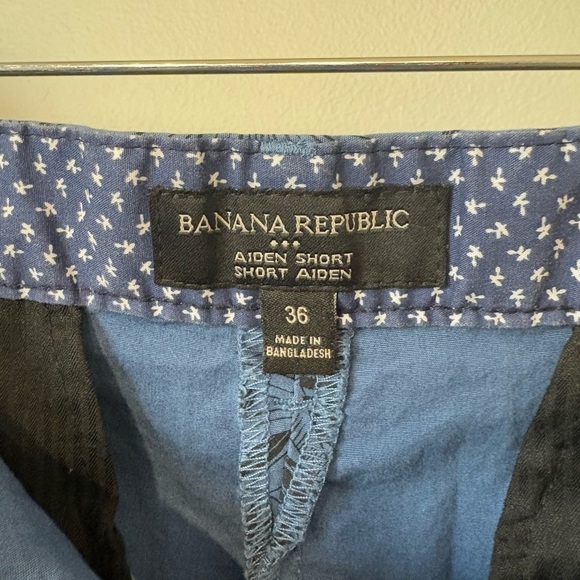 BANANA REPUBLIC
AIDEN SHORT
SHORT AIDEN
36
MADE IN
BANGLADESH